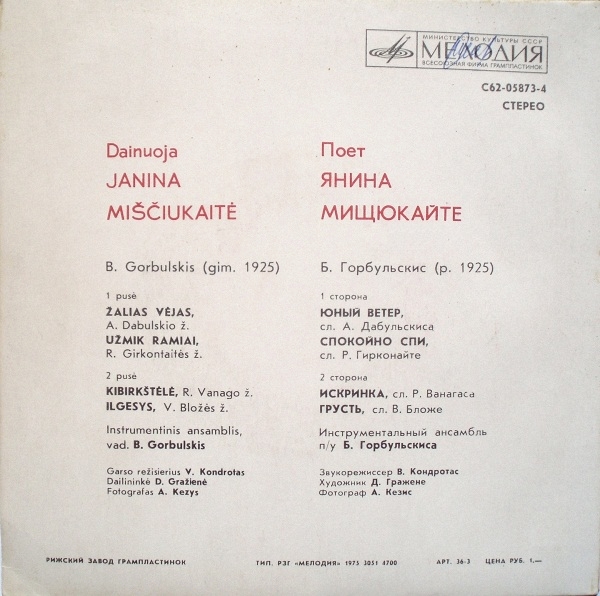 МИНИСТЕРСТВО КУЛЬТУРЫ СССР
МЕЛОДИЯ
ВСЕСОЮЗНАЯ ФИРМА ГРАМПЛАСТИНОК
С62-05873-4
СТЕРЕО
Dainuoja
JANINA
MIŠČIUKAITĖ
B. Gorbulskis (gim. 1925)
1 pusė
ŽALIAS VĖJAS,
A. Dabulskio ž.
UŽMIK RAMIAI,
R. Girkontaitės ž.
2 pusė
KIBIRKŠTĖLĖ, R. Vanago ž.
ILGESYS, V. Bložės ž.
Instrumentinis ansamblis,
vad. B. Gorbulskis
Garso režisierius V. Kondrotas
Dailininkė D. Gražienė
Fotografas A. Kezys
Поет
ЯНИНА
МИЩЮКАЙТЕ
Б. Горбульскис (р. 1925)
1 сторона
ЮНЫЙ ВЕТЕР,
сл. А. Дабульскиса
СПОКОЙНО СПИ,
сл. Р. Гирконайте
2 сторона
ИСКРИНКА, сл. Р. Ванагаса
ГРУСТЬ, сл. В. Бложе
Инструментальный ансамбль
п/у Б. Горбульскиса
Звукорежиссер В. Кондротас
Художник Д. Гражене
Фотограф А. Кезис
РИЖСКИЙ ЗАВОД ГРАМПЛАСТИНОК
ТИП. РЗГ «МЕЛОДИЯ» 1975 3051 4700
АРТ. 36-3
ЦЕНА РУБ. 1,—